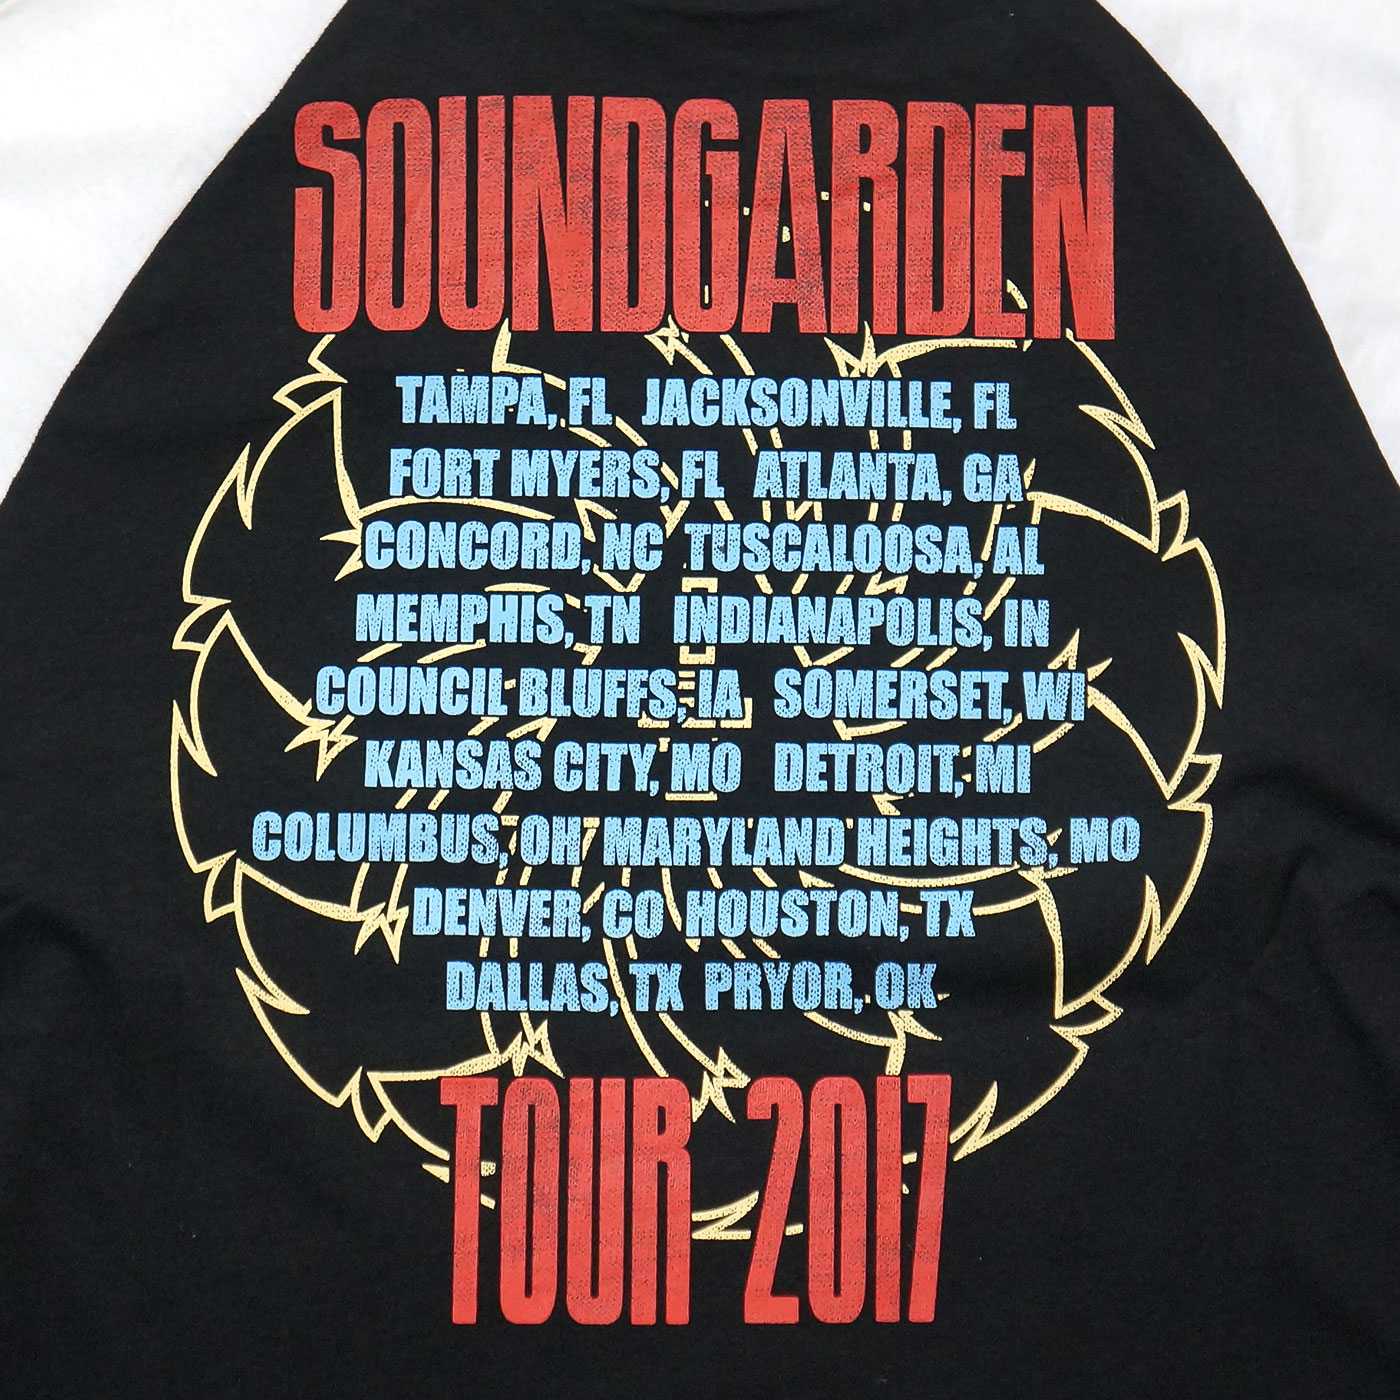 SOUNDGARDEN
TAMPA, FL JACKSONVILLE, FL
FORT MYERS, FL ATLANTA, GA
CONCORD, NC TUSCALOOSA, AL
MEMPHIS, TN INDIANAPOLIS, IN
COUNCIL BLUFFS, IA SOMERSET, WI
KANSAS CITY, MO DETROIT, MI
COLUMBUS, OH MARYLAND HEIGHTS, MO
DENVER, CO HOUSTON, TX
DALLAS, TX PRYOR, OK
TOUR 2017